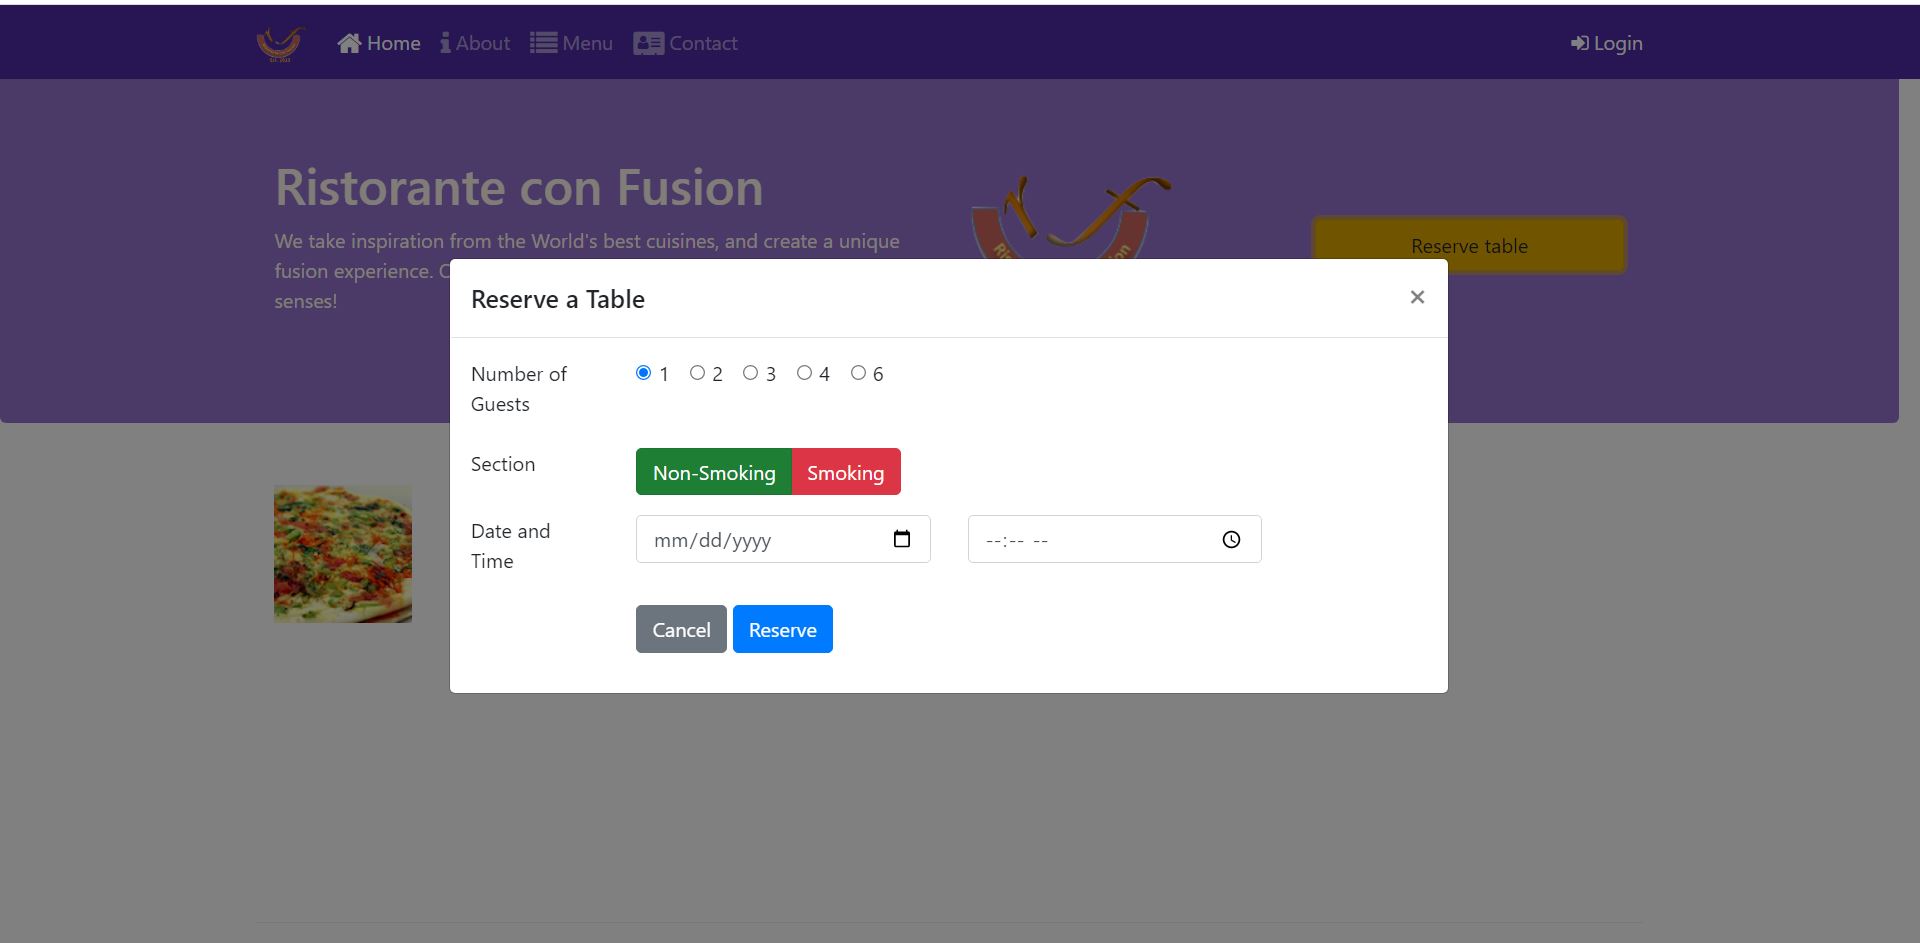 Home About Menu Contact Login
Ristorante con Fusion
We take inspiration from the World's best cuisines, and create a unique
fusion experience.
senses!
Reserve table
Reserve a Table ×
Number of
Guests
1 2 3 4 6
Section
Non-Smoking Smoking
Date and
Time
mm/dd/yyyy --:-- --
Cancel Reserve